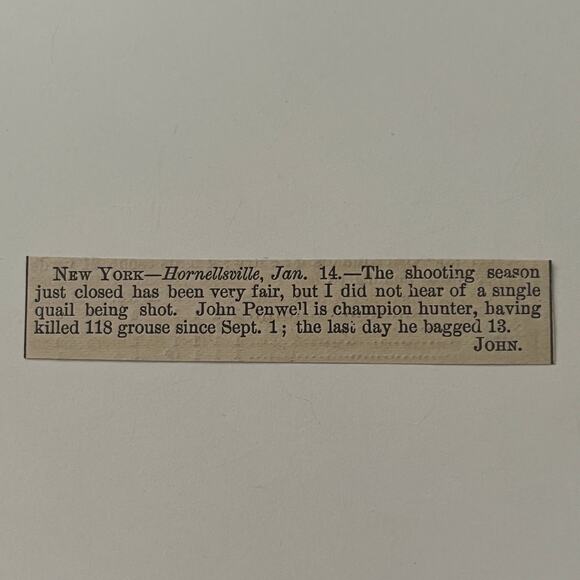 NEW YORK—Hornellsville, Jan. 14.—The shooting season
just closed has been very fair, but I did not hear of a single
quail being shot. John Penwe'l is champion hunter, having
killed 118 grouse since Sept. 1; the last day he bagged 13.
JOHN.